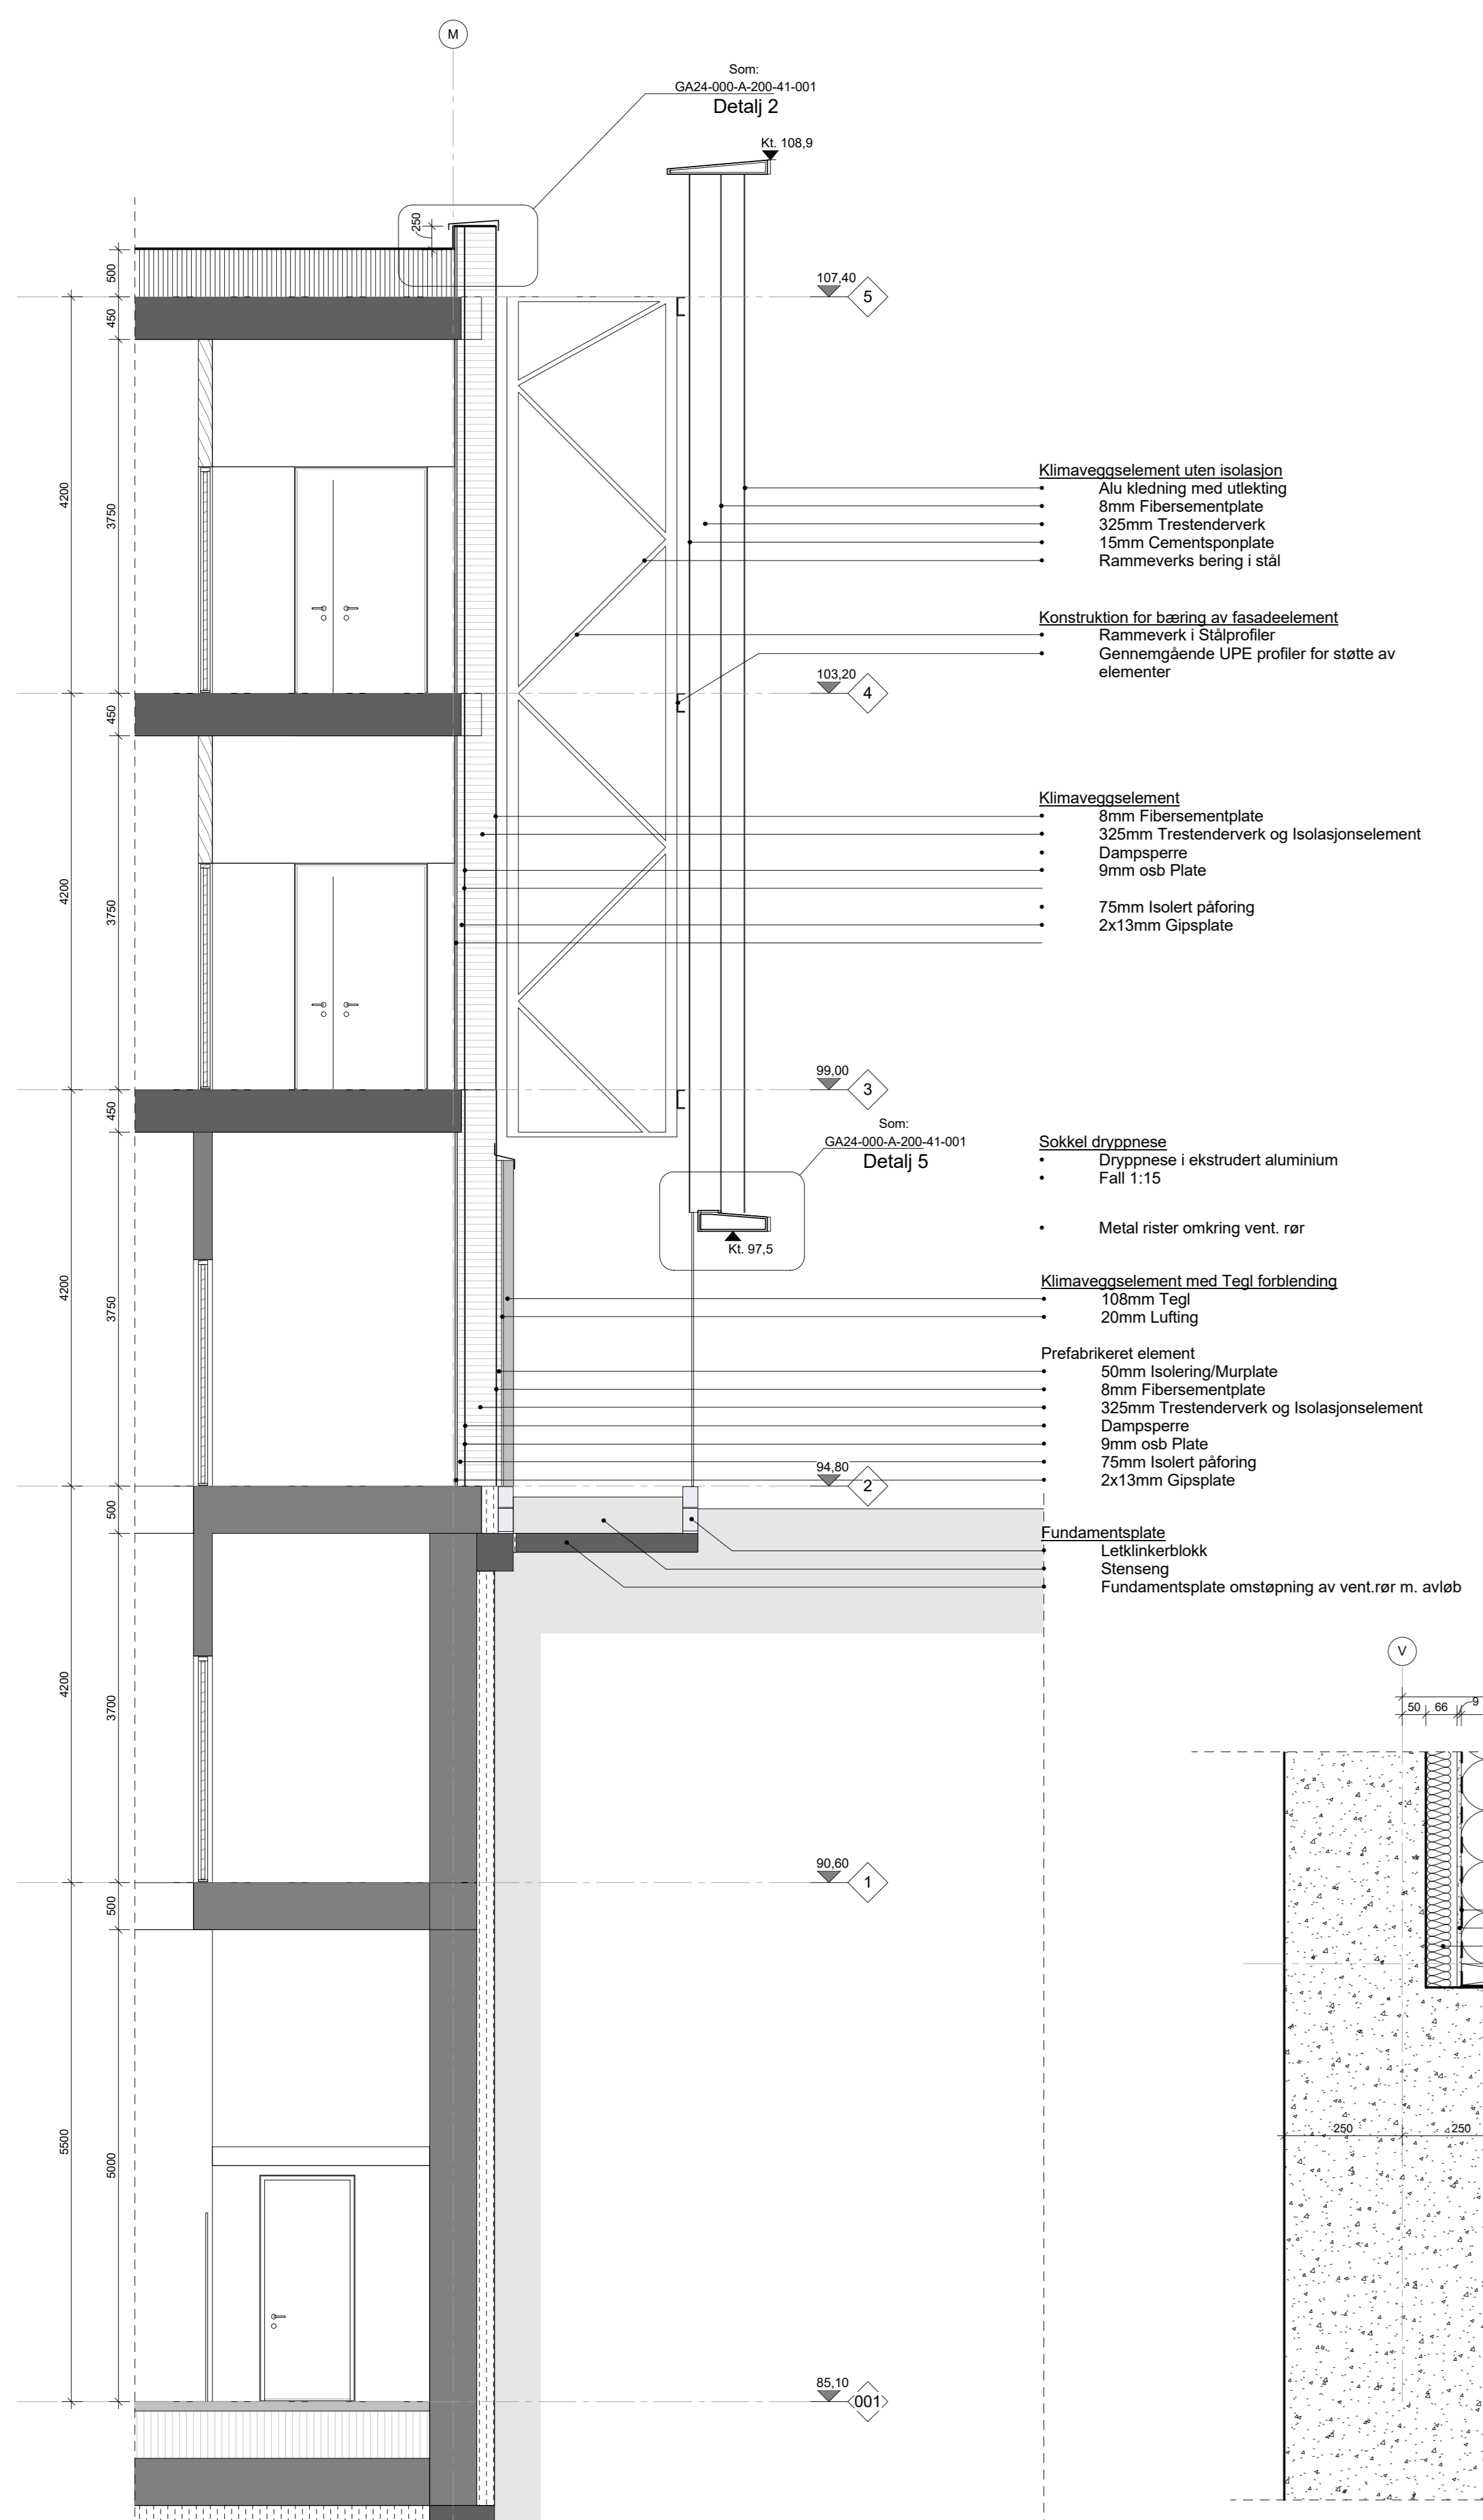 M
Som:
GA24-000-A-200-41-001
Detalj 2
Kt. 108,9
250
500
107,40
5
450
4200
3750
Klimaveggselement uten isolasjon
Alu kledning med utlekting
8mm Fibersementplate
325mm Trestenderverk
15mm Cementsponplate
Rammeverks bering i stål
Konstruktion for bæring av fasadeelement
Rammeverk i Stålprofiler
Gennemgående UPE profiler for støtte av
elementer
103,20
4
450
4200
3750
Klimaveggselement
8mm Fibersementplate
325mm Trestenderverk og Isolasjonselement
Dampsperre
9mm osb Plate
75mm Isolert påforing
2x13mm Gipsplate
99,00
3
450
Som:
GA24-000-A-200-41-001
Detalj 5
Kt. 97,5
4200
3750
Sokkel dryppnese
Dryppnese i ekstrudert aluminium
Fall 1:15
Metal rister omkring vent. rør
Klimaveggselement med Tegl forblending
108mm Tegl
20mm Lufting
Prefabrikeret element
50mm Isolering/Murplate
8mm Fibersementplate
325mm Trestenderverk og Isolasjonselement
Dampsperre
9mm osb Plate
75mm Isolert påforing
2x13mm Gipsplate
94,80
2
500
Fundamentsplate
Letklinkerblokk
Stenseng
Fundamentsplate omstøpning av vent.rør m. avløb
4200
3700
V
50 66 9
90,60
1
500
5500
5000
250 250
85,10
001